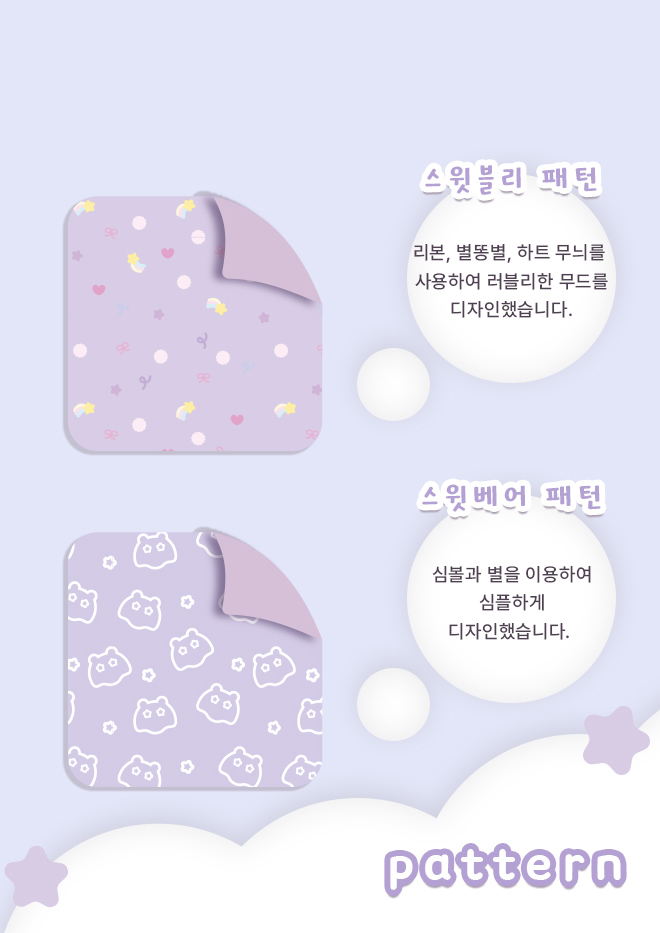 스윗블리 패턴
리본, 별똥별, 하트 무늬를
사용하여 러블리한 무드를
디자인했습니다.
스윗베어 패턴
심볼과 별을 이용하여
심플하게
디자인했습니다.
pattern